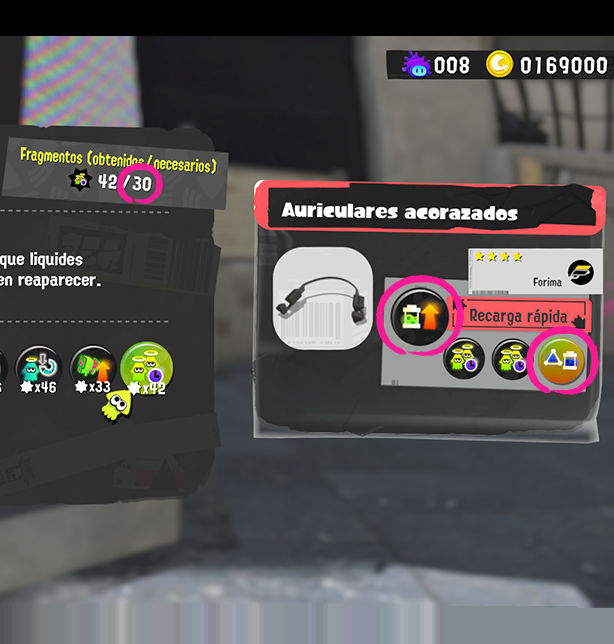 008 0169000
Fragmentos (obtenidos/necesarios)
42/30
que liquides
en reaparecer.
x46 x33 x42
Auriculares acorazados
Forima
Recarga rápida